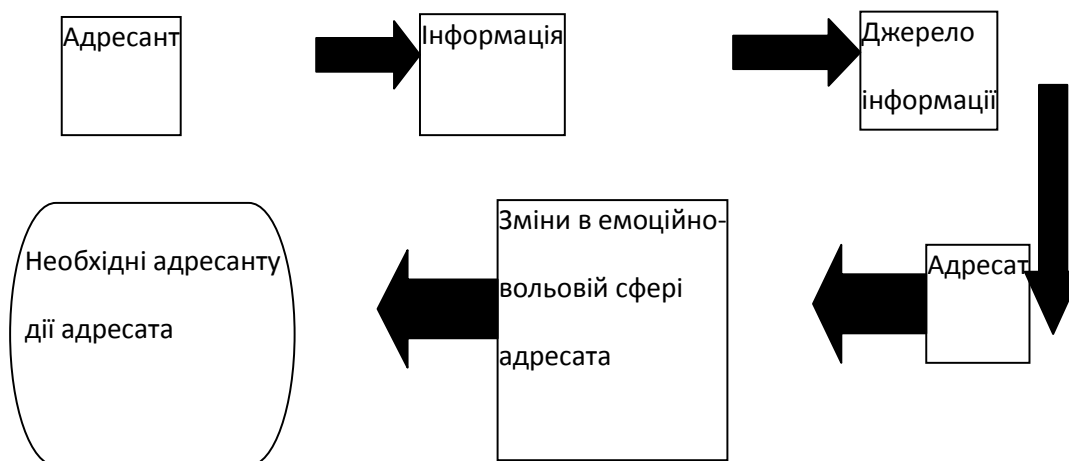 Адресант
Інформація
Джерело
інформації
Адресат
Зміни в емоційно-
вольовій сфері
адресата
Необхідні адресанту
дії адресата